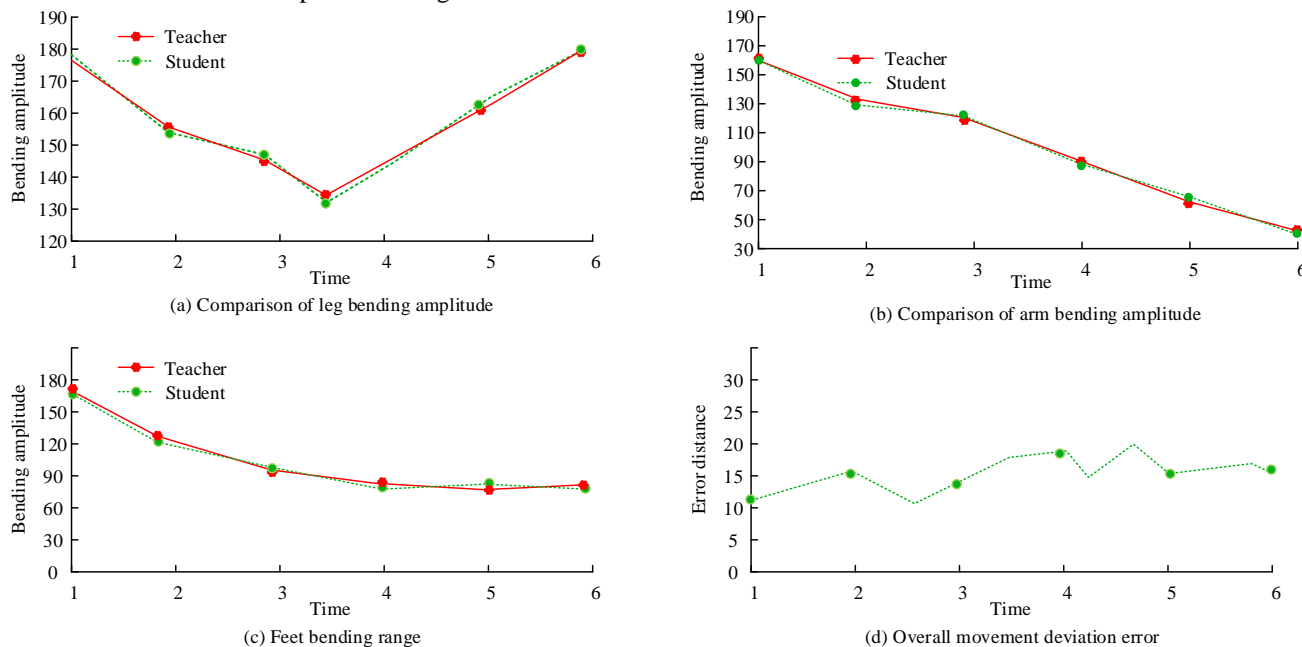 190
180
170
160
150
140
130
120
Bending amplitude
Teacher
Student
1 2 3 4 5 6
Time
(a) Comparison of leg bending amplitude
190
170
150
130
110
90
70
50
30
Bending amplitude
Teacher
Student
1 2 3 4 5 6
Time
(b) Comparison of arm bending amplitude
180
150
120
90
60
30
0
Bending amplitude
Teacher
Student
1 2 3 4 5 6
Time
(c) Feet bending range
30
25
20
15
10
5
0
Error distance
1 2 3 4 5 6
Time
(d) Overall movement deviation error